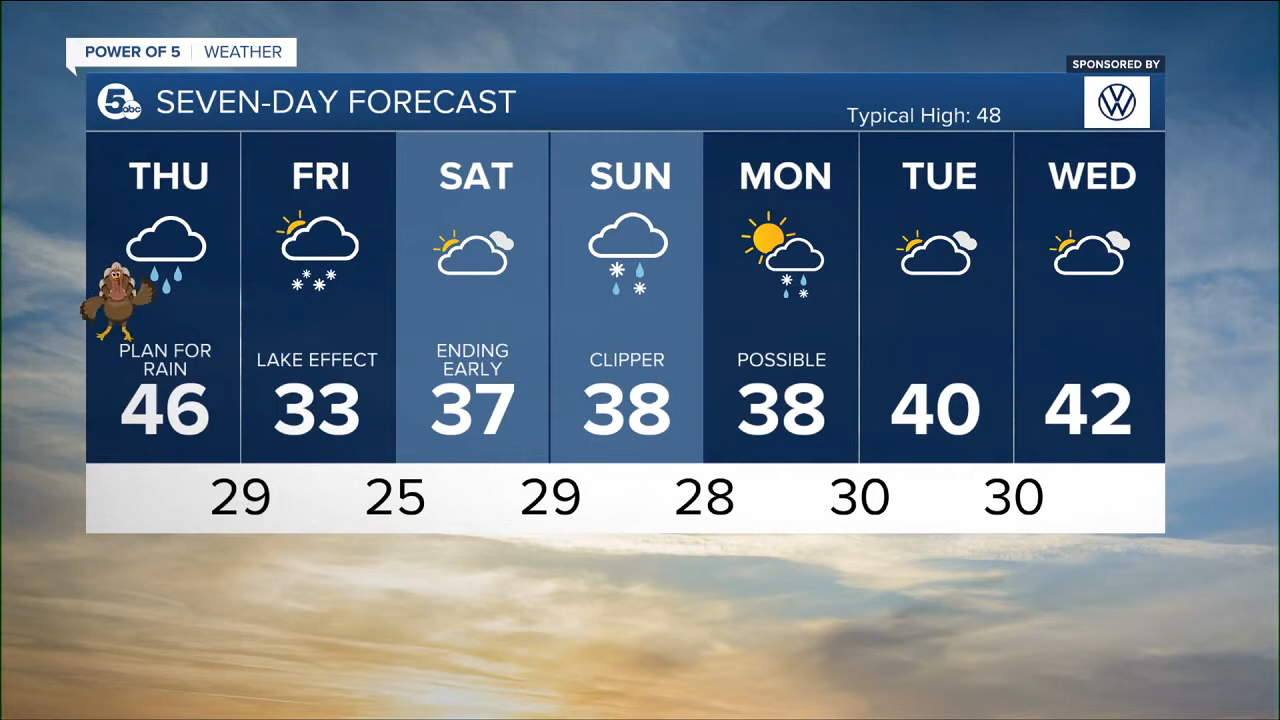 POWER OF 5 | WEATHER
SPONSORED BY
5 abc SEVEN-DAY FORECAST
Typical High: 48
THU FRI SAT SUN MON TUE WED
PLAN FOR RAIN
LAKE EFFECT
ENDING EARLY
CLIPPER
POSSIBLE
46 33 37 38 38 40 42
29 25 29 28 30 30